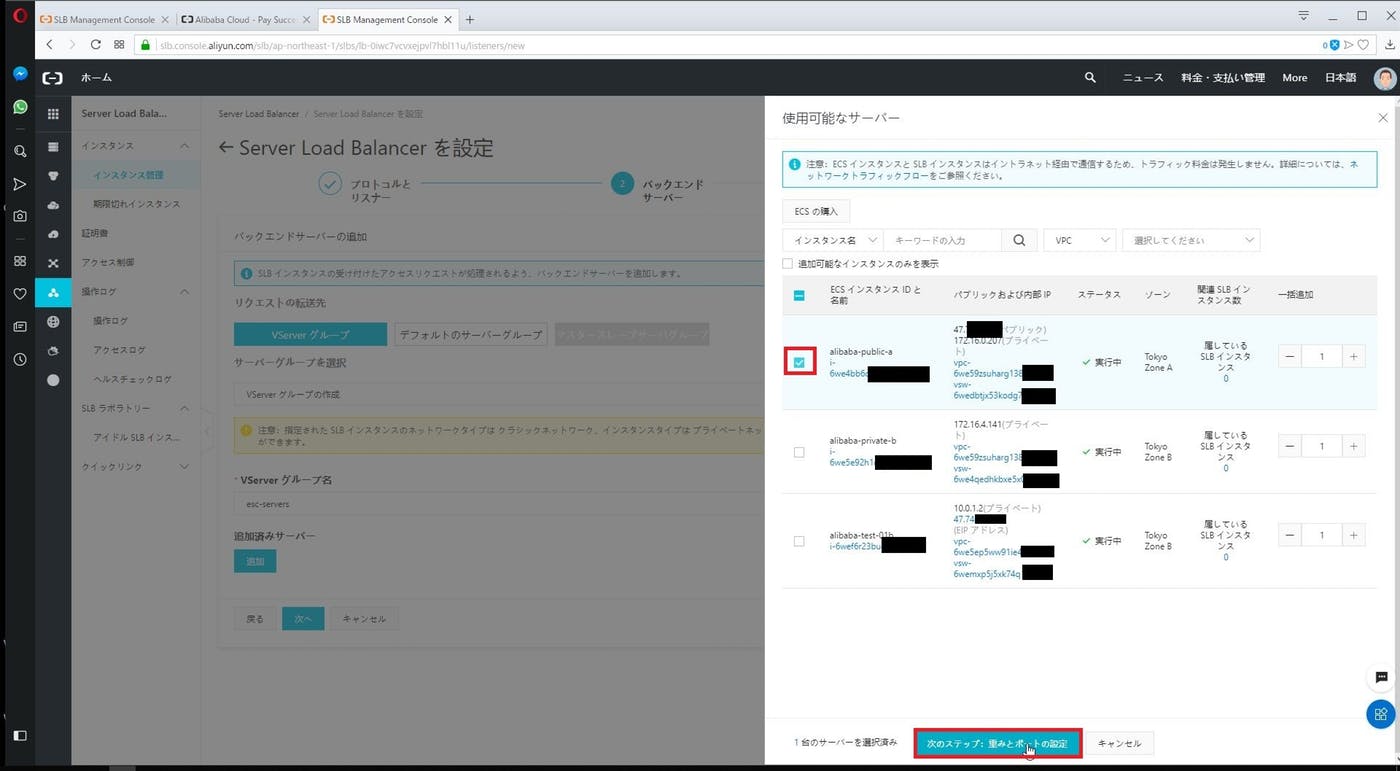 SLB Management Console
Alibaba Cloud - Pay Succe
SLB Management Console
slb.console.aliyun.com/slb/ap-northeast-1/slbs/lb-0iwc7vcvxejpvl7hbl11u/listeners/new
0
ホーム
ニュース
料金・支払い管理
More
日本語
Server Load Bala...
インスタンス
インスタンス管理
期限切れインスタンス
証明書
アクセス制御
操作ログ
操作ログ
アクセスログ
ヘルスチェックログ
SLB ラボラトリー
アイドル SLB インス...
クイックリンク
Server Load Balancer / Server Load Balancer を設定
Server Load Balancer を設定
プロトコルと
リスナー
2
バックエンド
サーバー
バックエンドサーバーの追加
SLB インスタンスの受け付けたアクセスリクエストが処理されるよう、バックエンドサーバーを追加します。
リクエストの転送先
VServer グループ
デフォルトのサーバーグループ
マスタースレーブサーバグループ
サーバーグループを選択
VServer グループの作成
注意: 指定された SLB インスタンスのネットワークタイプは クラシックネットワーク、インスタンスタイプは プライベートネッ
ができます。
* VServer グループ名
esc-servers
追加済みサーバー
追加
戻る
次へ
キャンセル
使用可能なサーバー
注意: ECS インスタンスと SLB インスタンスはイントラネット経由で通信するため、トラフィック料金は発生しません。詳細については、ネ
ットワークトラフィックフローをご参照ください。
ECS の購入
インスタンス名
キーワードの入力
VPC
選択してください
追加可能なインスタンスのみを表示
ECS インスタンス ID と
名前
パブリックおよび内部 IP
ステータス
ゾーン
関連 SLB イン
スタンス数
一括追加
alibaba-public-a
i-
6we4bb6
47.
パブリック)
172.16.0.207(プライベー
ト)
vpc-
6we59zsuharg138
vsw-
6wedbtjx53kodg7
実行中
Tokyo
Zone A
属している
SLB インスタ
ンス
0
1
alibaba-private-b
i-
6we5e92h1
172.16.4.141(プライベー
ト)
vpc-
6we59zsuharg138
vsw-
6we4qedhkbxe5x
実行中
Tokyo
Zone B
属している
SLB インスタ
ンス
0
1
alibaba-test-01b
i-6wef6r23bu
10.0.1.2(プライベート)
47.74
(EIP アドレス)
vpc-
6we5ep5ww91ie4
vsw-
6wemxp5j5xk74q
実行中
Tokyo
Zone B
属している
SLB インスタ
ンス
0
1
1 台のサーバーを選択済み
次のステップ: 重みとポートの設定
キャンセル